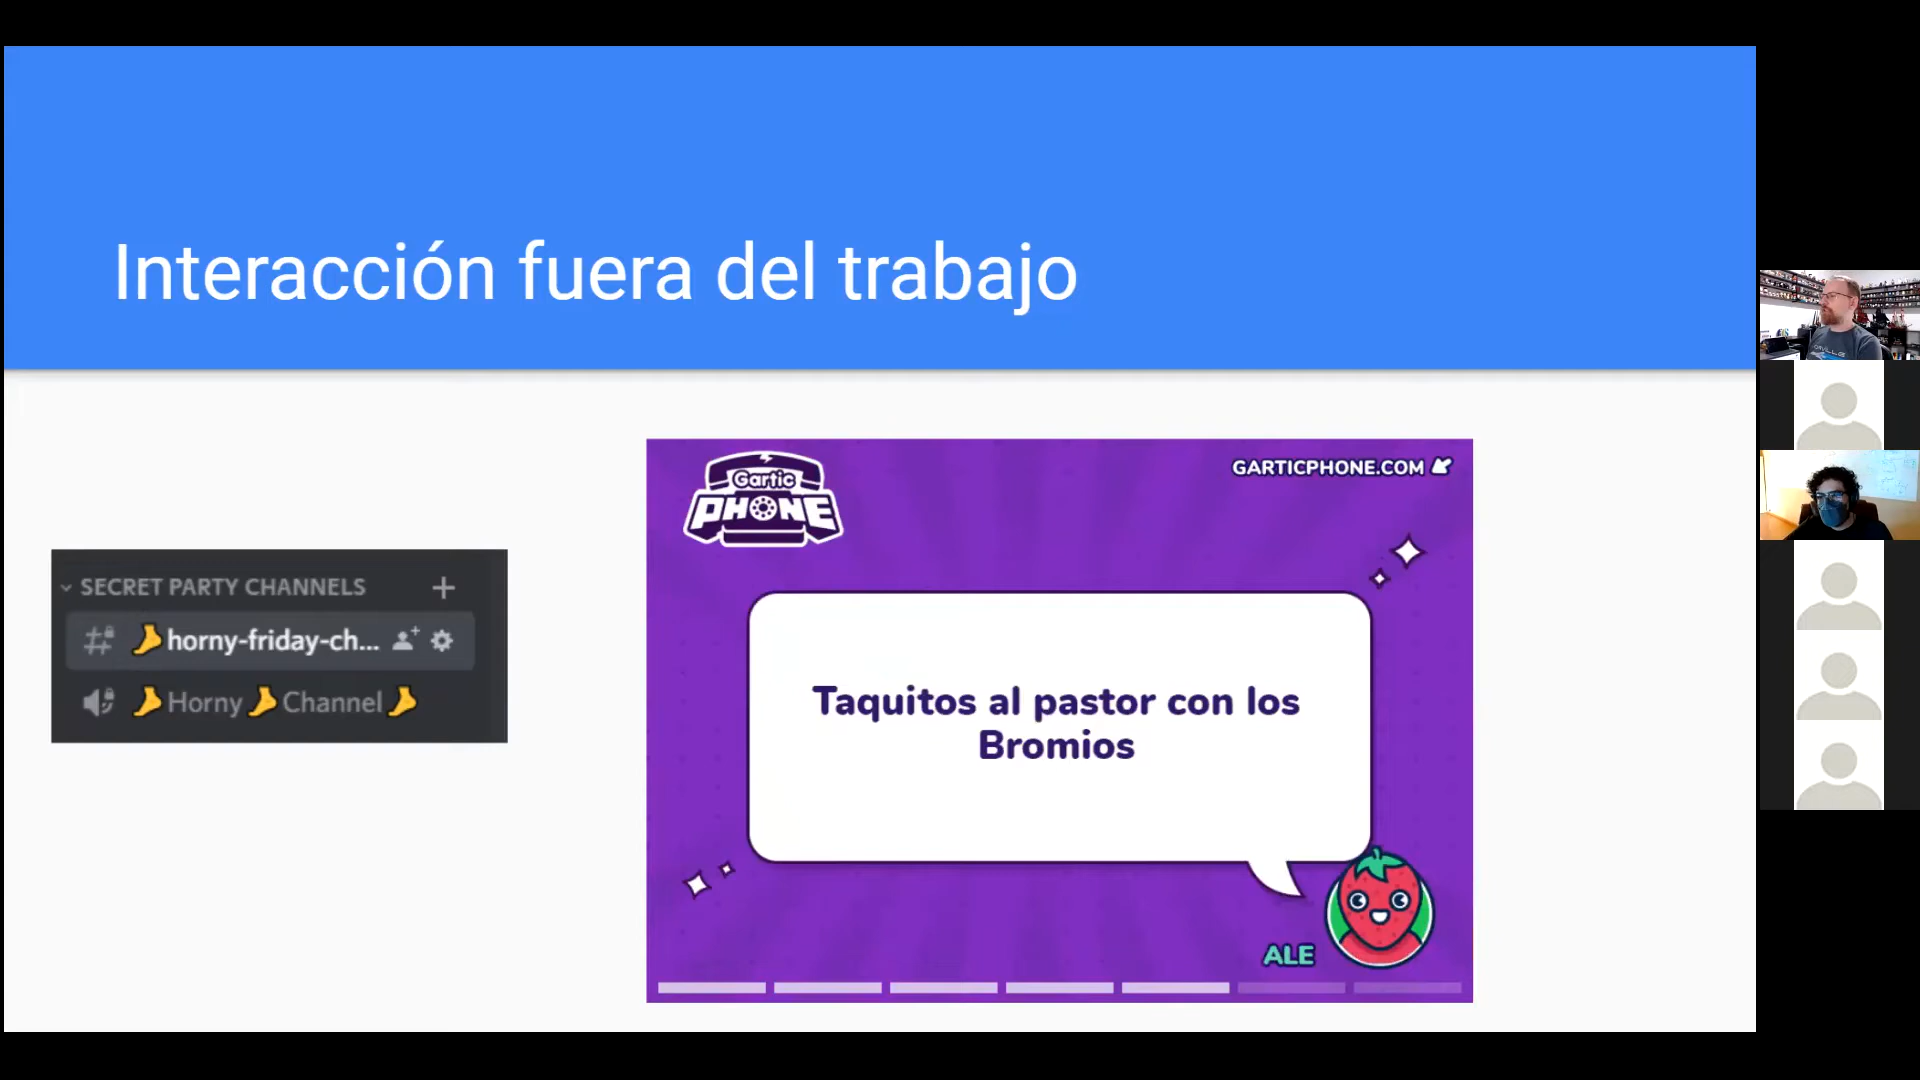 Interacción fuera del trabajo
SECRET PARTY CHANNELS
horny-friday-ch...
Horny Channel
Gartic
PHONE
GARTICPHONE.COM
Taquitos al pastor con los
Bromios
ALE